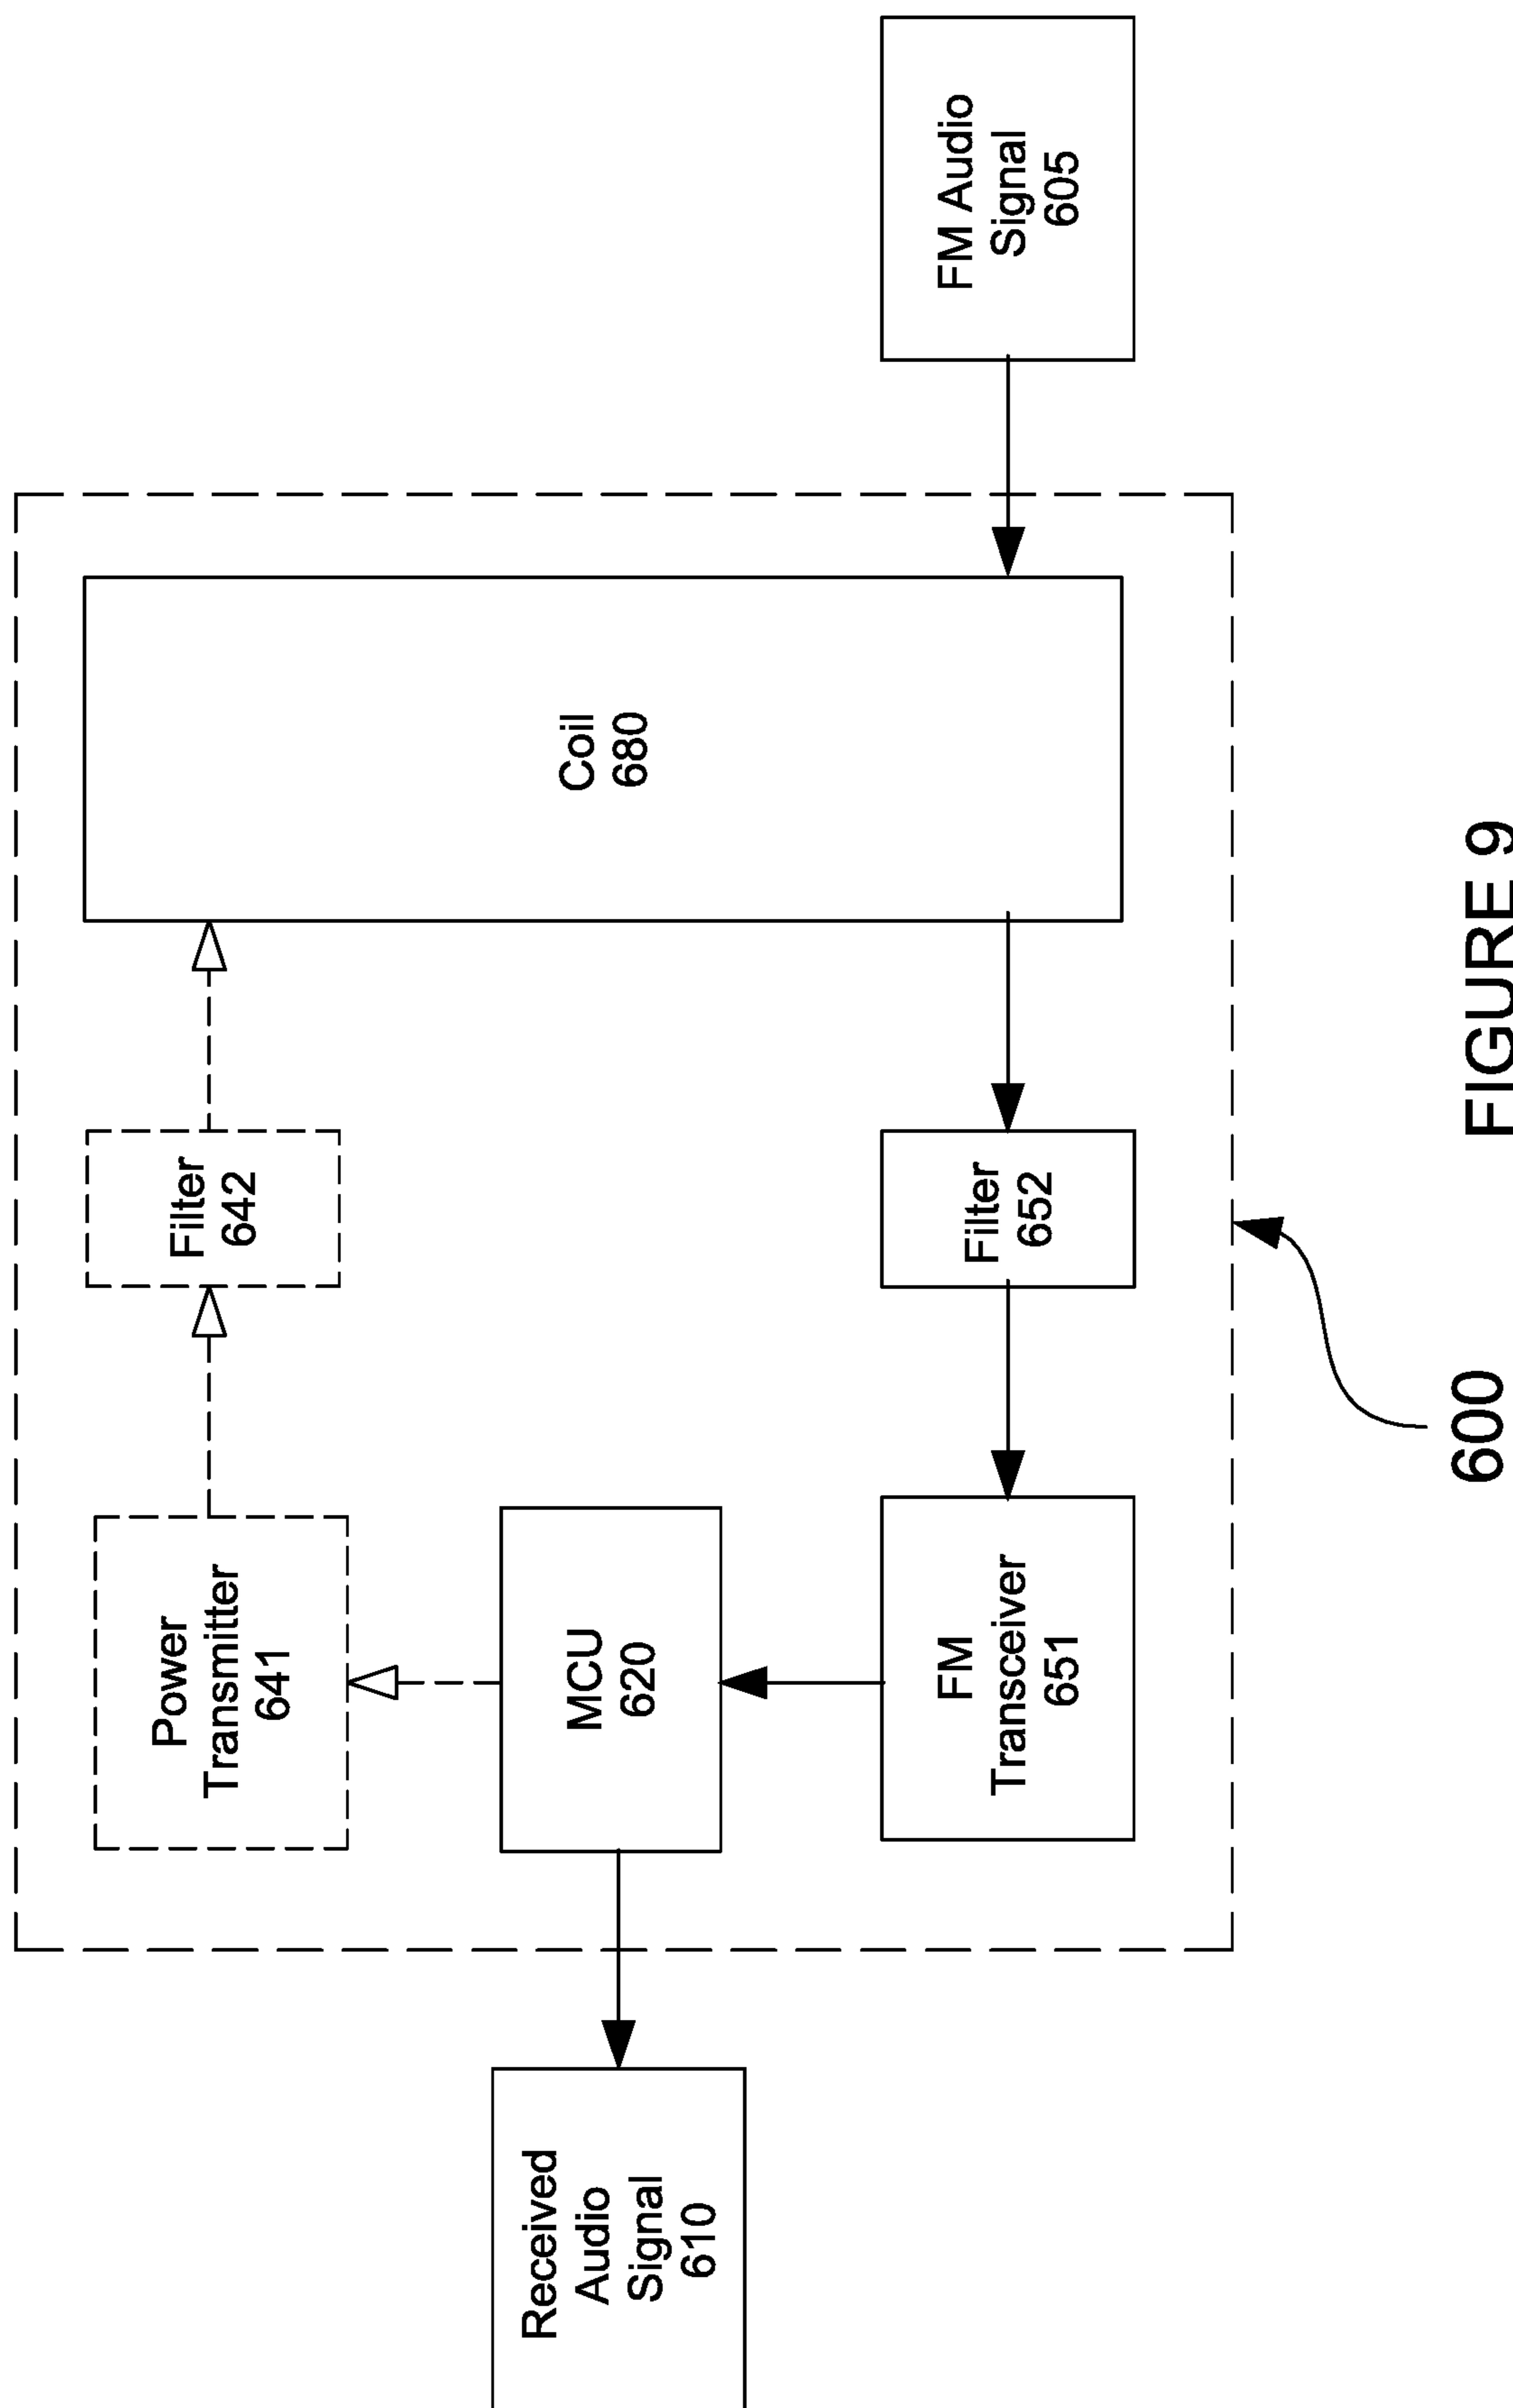 Received
Audio
Signal
610
Power
Transmitter
641
MCU
620
FM
Transceiver
651
Filter
642
Filter
652
Coil
680
FM Audio
Signal
605
600
FIGURE 9